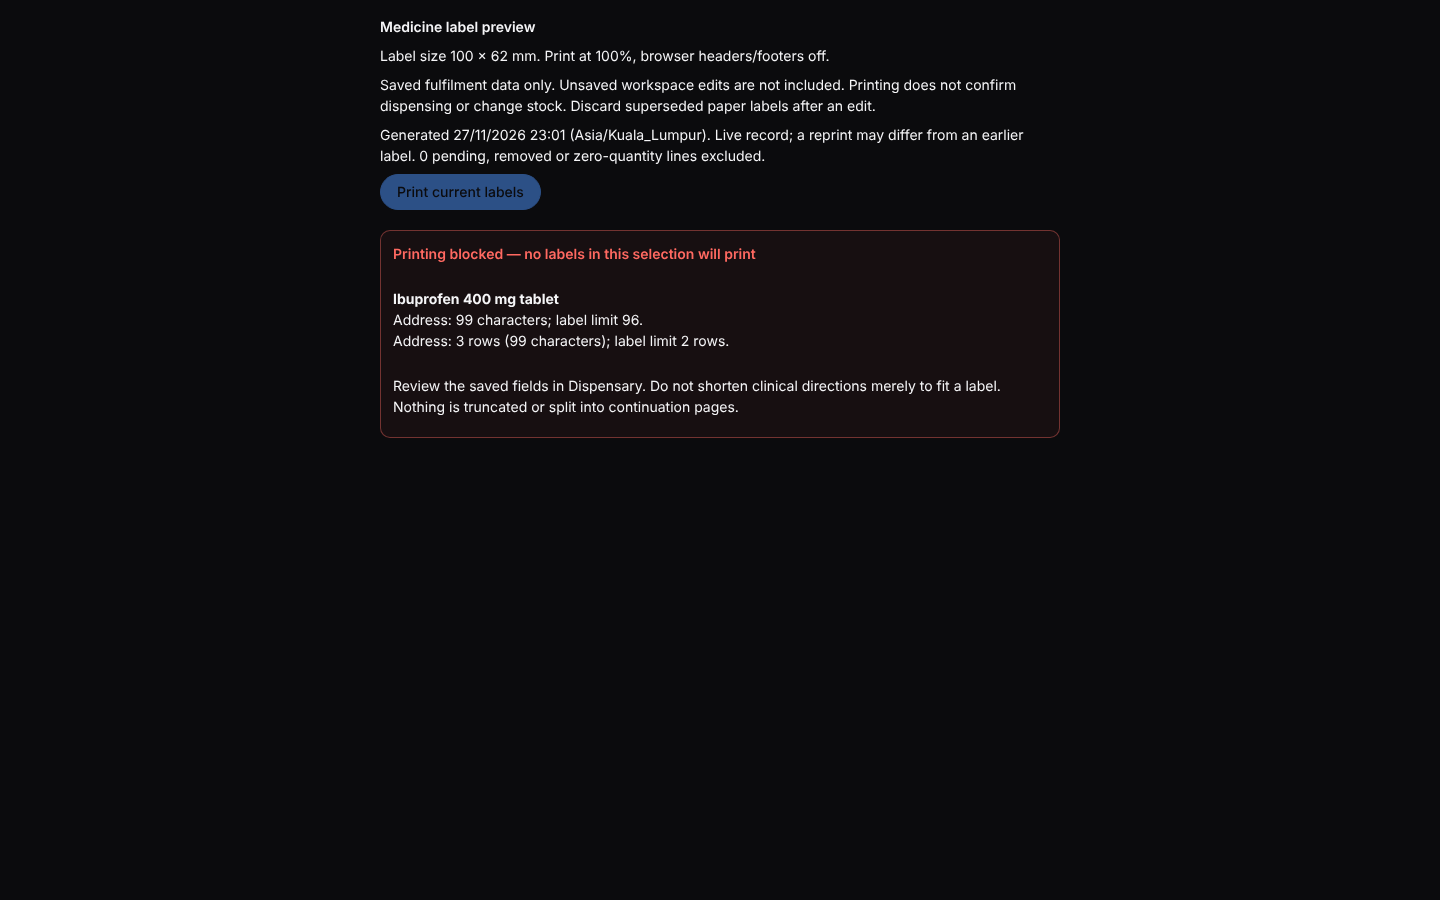 Medicine label preview
Label size 100 × 62 mm. Print at 100%, browser headers/footers off.
Saved fulfilment data only. Unsaved workspace edits are not included. Printing does not confirm
dispensing or change stock. Discard superseded paper labels after an edit.
Generated 27/11/2026 23:01 (Asia/Kuala_Lumpur). Live record; a reprint may differ from an earlier
label. 0 pending, removed or zero-quantity lines excluded.
Print current labels
Printing blocked — no labels in this selection will print
Ibuprofen 400 mg tablet
Address: 99 characters; label limit 96.
Address: 3 rows (99 characters); label limit 2 rows.
Review the saved fields in Dispensary. Do not shorten clinical directions merely to fit a label.
Nothing is truncated or split into continuation pages.